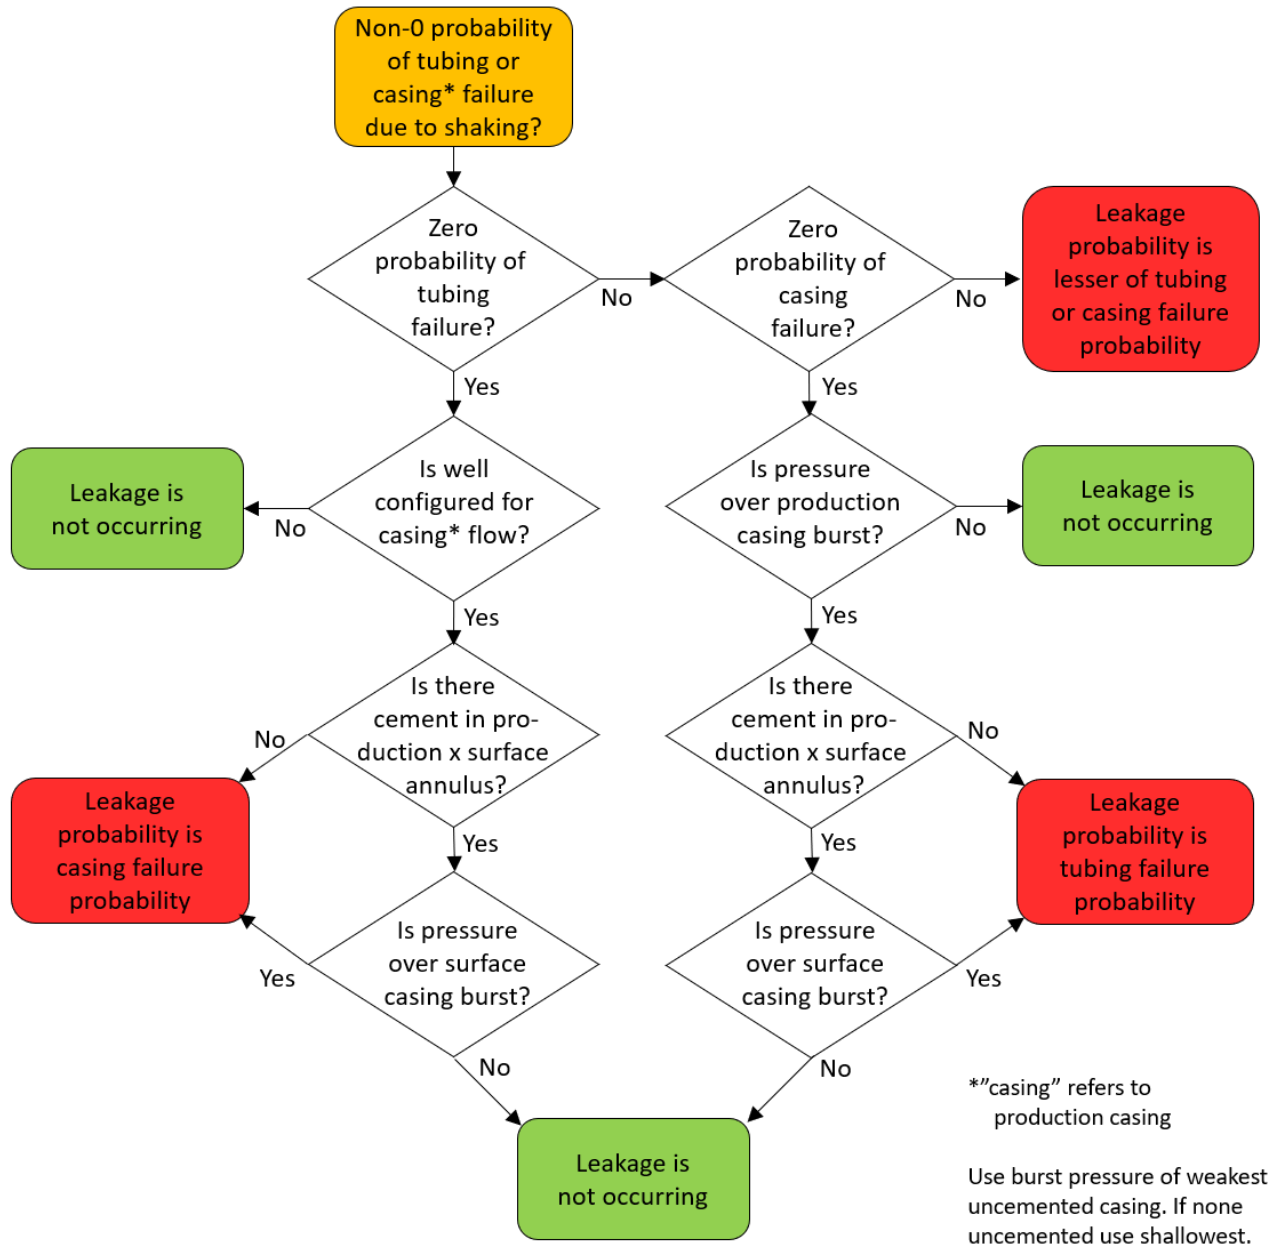 Non-0 probability
of tubing or
casing* failure
due to shaking?
Zero
probability of
tubing
failure?
No
Yes
Zero
probability of
casing
failure?
No
Yes
Leakage
probability is
lesser of tubing
or casing failure
probability
Leakage is
not occurring
No
Is well
configured for
casing* flow?
Yes
Is pressure
over production
casing burst?
No
Yes
Leakage is
not occurring
Is there
cement in pro-
duction x surface
annulus?
No
Yes
Is there
cement in pro-
duction x surface
annulus?
No
Yes
Leakage
probability is
casing failure
probability
Leakage
probability is
tubing failure
probability
Is pressure
over surface
casing burst?
Yes
No
Is pressure
over surface
casing burst?
Yes
No
Leakage is
not occurring
*”casing” refers to
production casing
Use burst pressure of weakest
uncemented casing. If none
uncemented use shallowest.